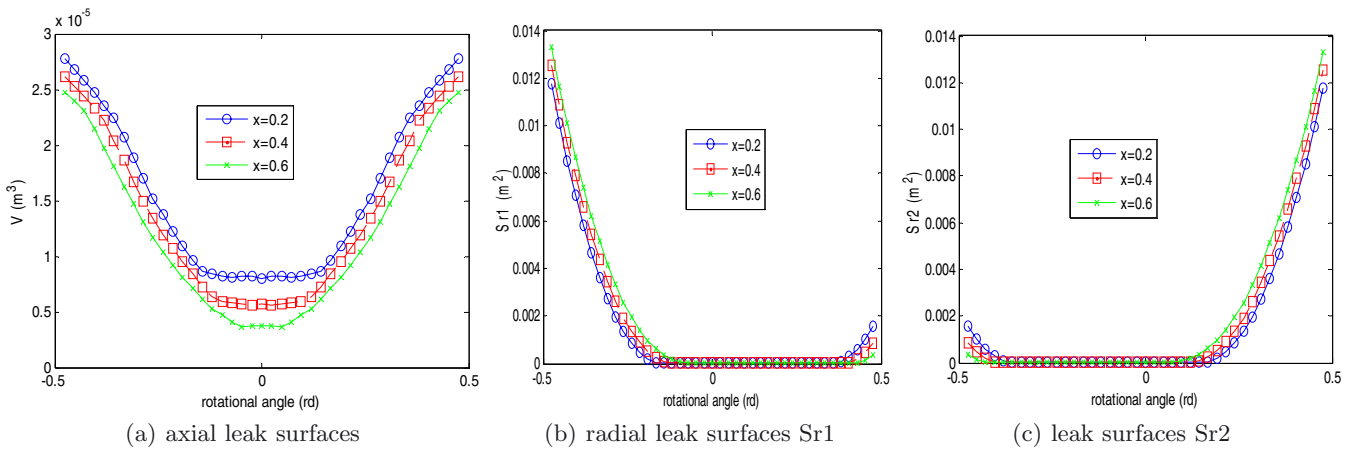 x 10^-5
3
2.5
2
1.5
1
0.5
0
-0.5
0
0.5
V (m^3)
rotational angle (rd)
x=0.2
x=0.4
x=0.6
(a) axial leak surfaces
0.014
0.012
0.01
0.008
0.006
0.004
0.002
0
-0.5
0
0.5
S r1 (m^2)
rotational angle (rd)
x=0.2
x=0.4
x=0.6
(b) radial leak surfaces Sr1
0.014
0.012
0.01
0.008
0.006
0.004
0.002
0
-0.5
0
0.5
S r2 (m^2)
rotational angle (rd)
x=0.2
x=0.4
x=0.6
(c) leak surfaces Sr2